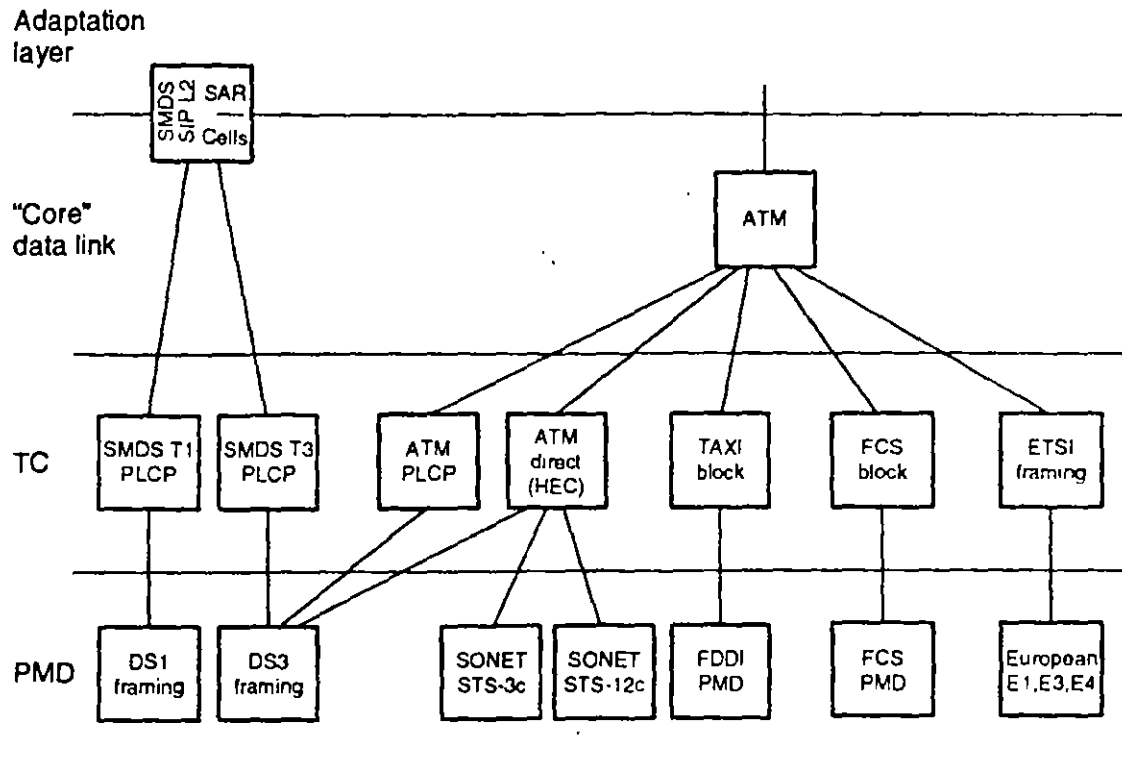 Adaptation
layer
SMDS
SIP L2
SAR
Cells
"Core"
data link
ATM
TC
SMDS T1
PLCP
SMDS T3
PLCP
ATM
PLCP
ATM
direct
(HEC)
TAXI
block
FCS
block
ETSI
framing
PMD
DS1
framing
DS3
framing
SONET
STS-3c
SONET
STS-12c
FDDI
PMD
FCS
PMD
European
E1,E3,E4